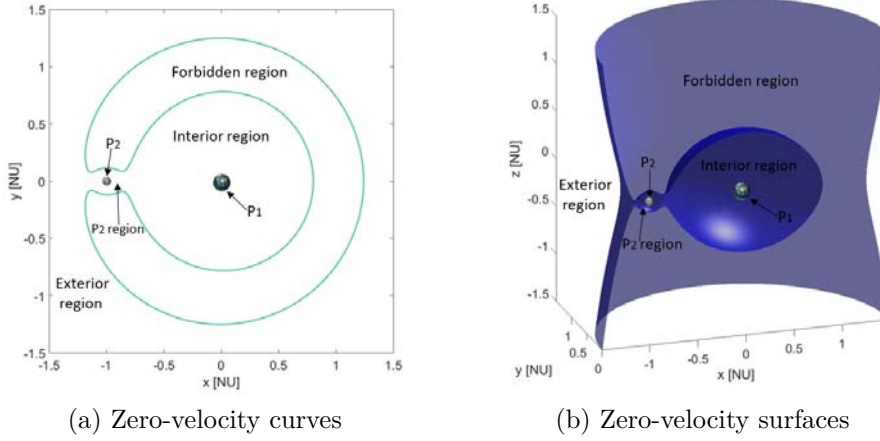 1.5
1
0.5
0
-0.5
-1
-1.5
y [NU]
-1.5 -1 -0.5 0 0.5 1 1.5
x [NU]
Forbidden region
Interior region
P2
P1
P2 region
Exterior
region
(a) Zero-velocity curves
1.5
1
0.5
0
-0.5
-1
-1.5
z [NU]
1
0.5
0
y [NU]
-1 -0.5 0 0.5 1
x [NU]
Forbidden region
P2
Interior region
Exterior
region
P1
P2 region
(b) Zero-velocity surfaces